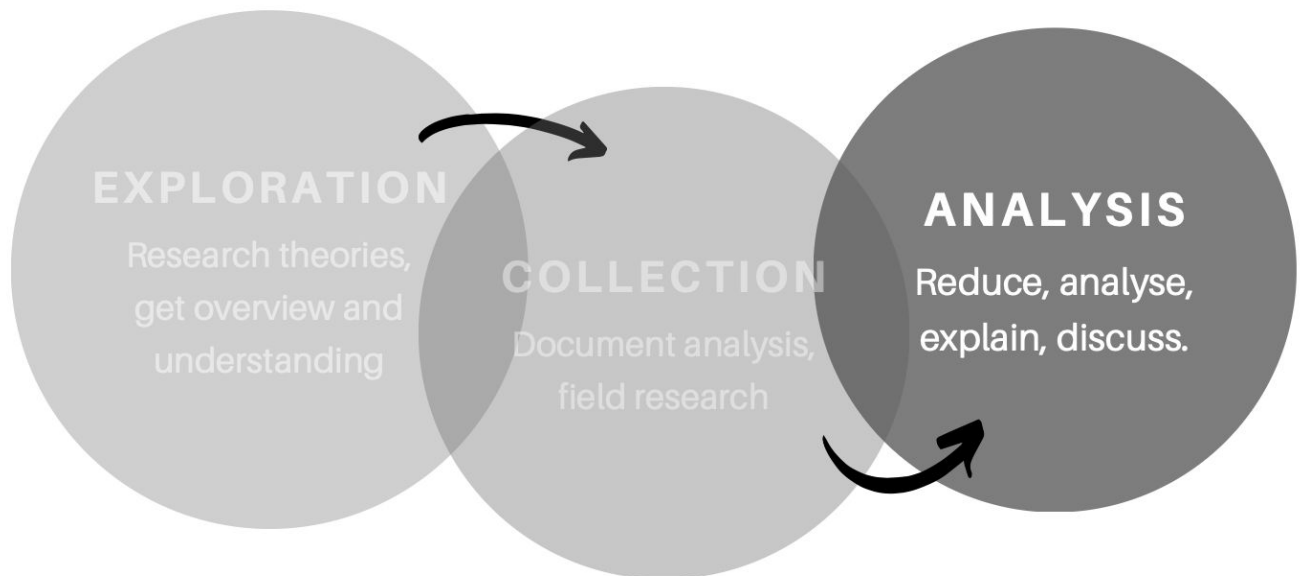 EXPLORATION
Research theories,
get overview and
understanding
COLLECTION
Document analysis,
field research
ANALYSIS
Reduce, analyse,
explain, discuss.